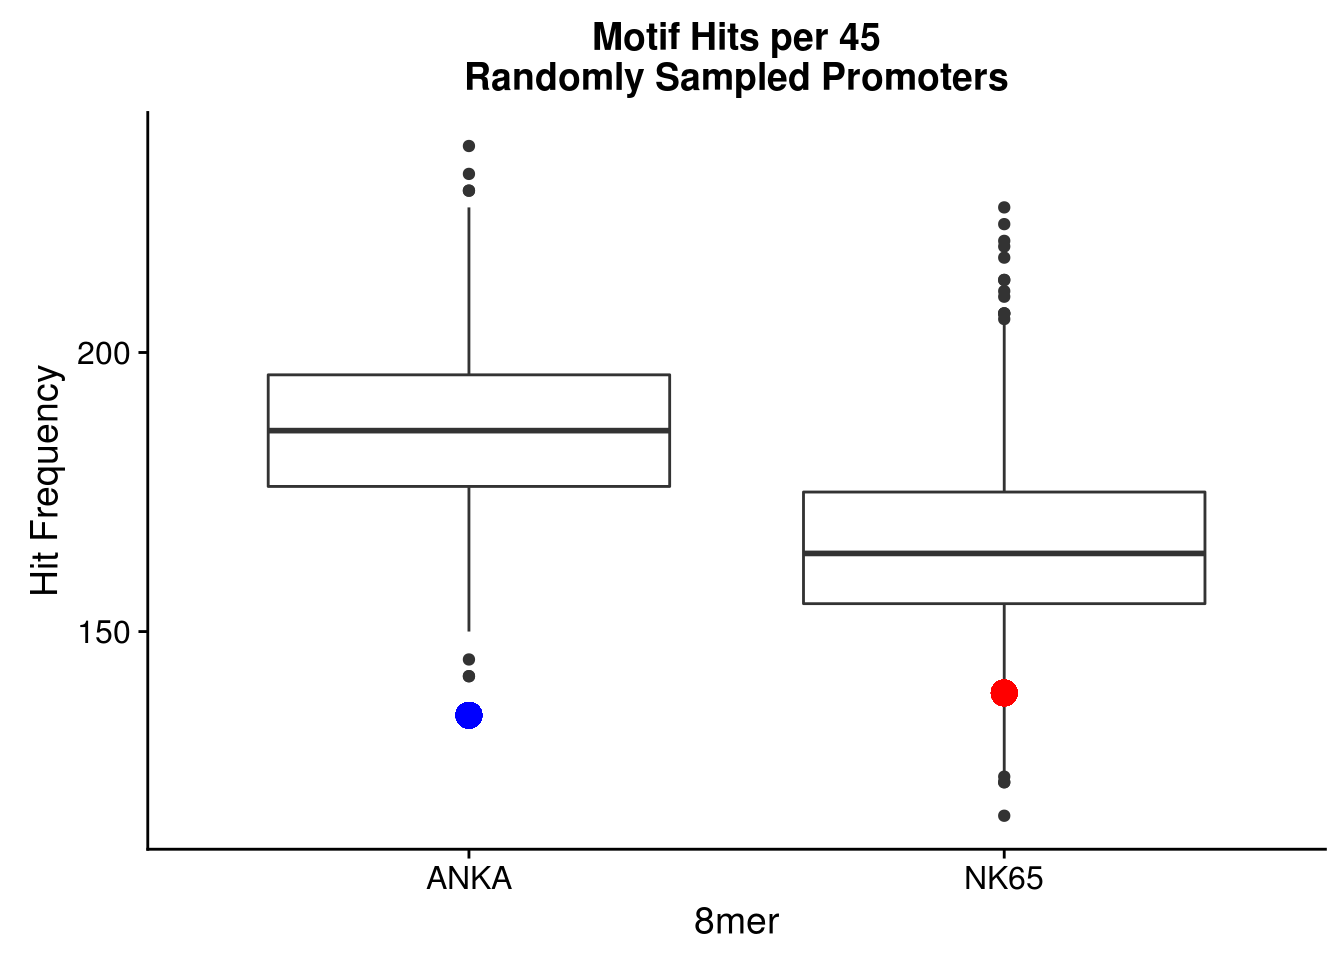 Motif Hits per 45
Randomly Sampled Promoters
Hit Frequency
200
150
ANKA
NK65
8mer